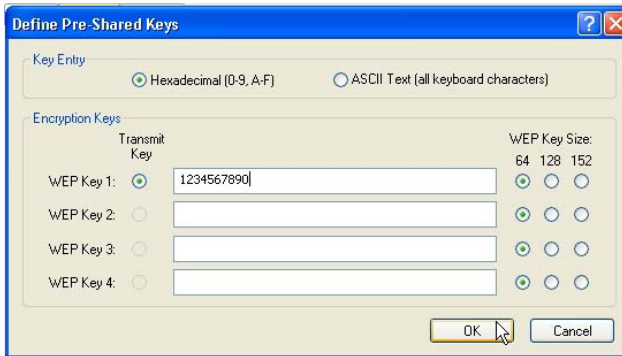 Define Pre-Shared Keys
Key Entry
Hexadecimal (0-9, A-F) ASCII Text (all keyboard characters)
Encryption Keys
Transmit Key WEP Key Size:
64 128 152
WEP Key 1: 1234567890
WEP Key 2:
WEP Key 3:
WEP Key 4:
OK Cancel